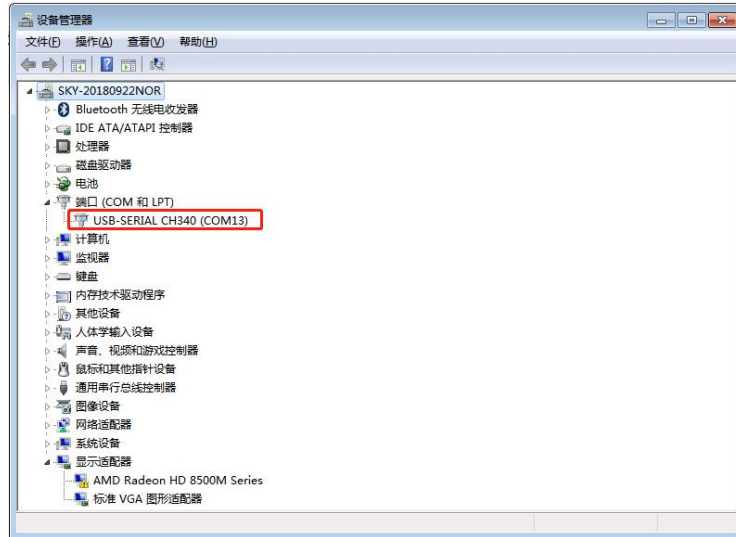 设备管理器
文件(F) 操作(A) 查看(V) 帮助(H)
SKY-20180922NOR
Bluetooth 无线电收发器
IDE ATA/ATAPI 控制器
处理器
磁盘驱动器
电池
端口 (COM 和 LPT)
USB-SERIAL CH340 (COM13)
计算机
监视器
键盘
内存技术驱动程序
其他设备
人体学输入设备
声音、视频和游戏控制器
鼠标和其他指针设备
通用串行总线控制器
图像设备
网络适配器
系统设备
显示适配器
AMD Radeon HD 8500M Series
标准 VGA 图形适配器